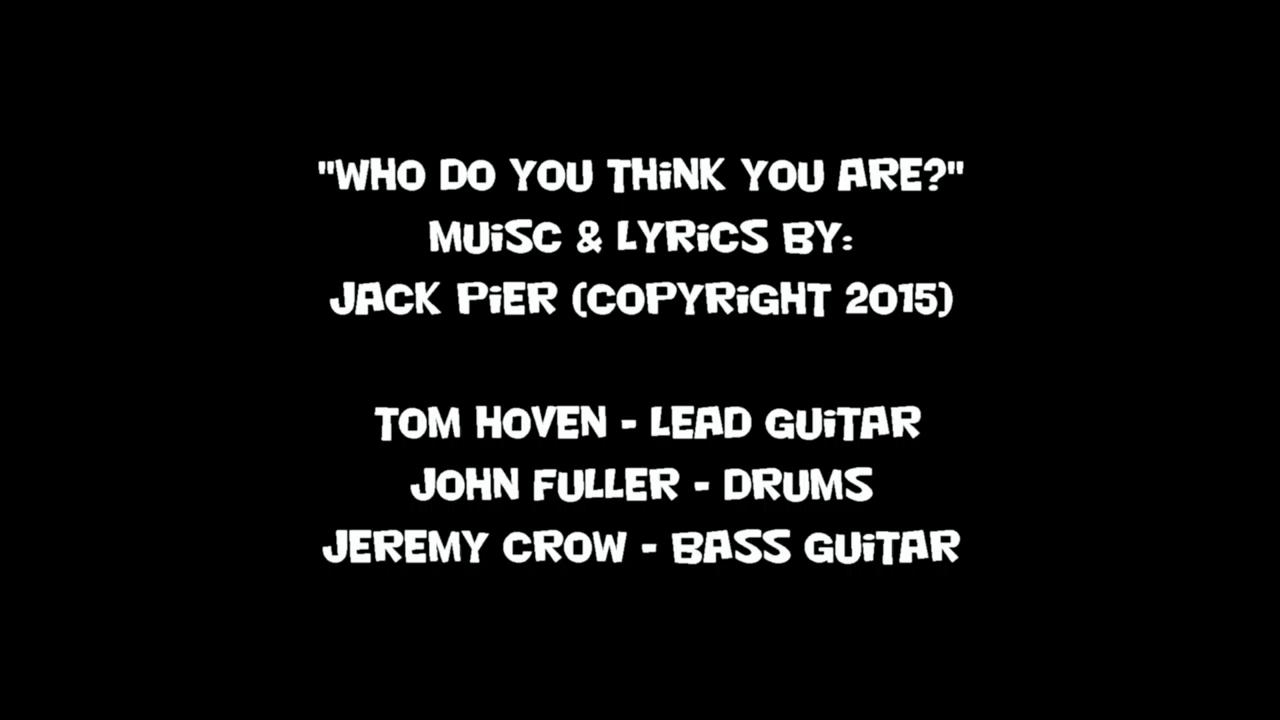 "WHO DO YOU THiNK YOU ARE?"
MUiSC & LYRiCS BY:
JACK PiER (COPYRiGHT 2015)
TOM HOVEN - LEAD GUiTAR
JOHN FULLER - DRUMS
JEREMY CROW - BASS GUiTAR